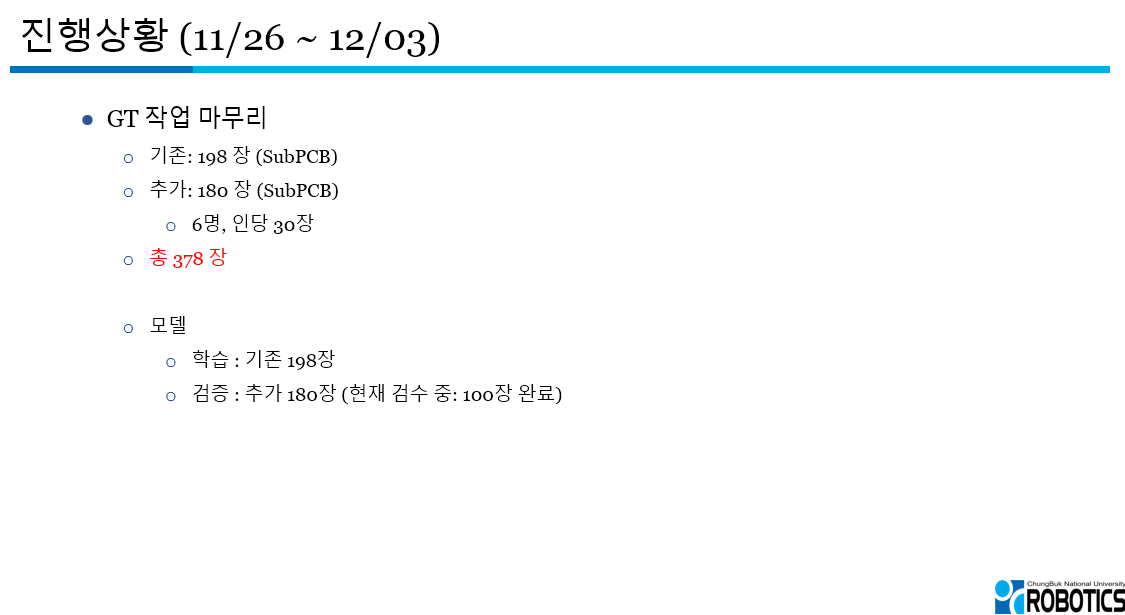 진행상황 (11/26 ~ 12/03)
GT 작업 마무리
기존: 198 장 (SubPCB)
추가: 180 장 (SubPCB)
6명, 인당 30장
총 378 장
모델
학습 : 기존 198장
검증 : 추가 180장 (현재 검수 중: 100장 완료)
ChungBuk National University
ROBOTICS